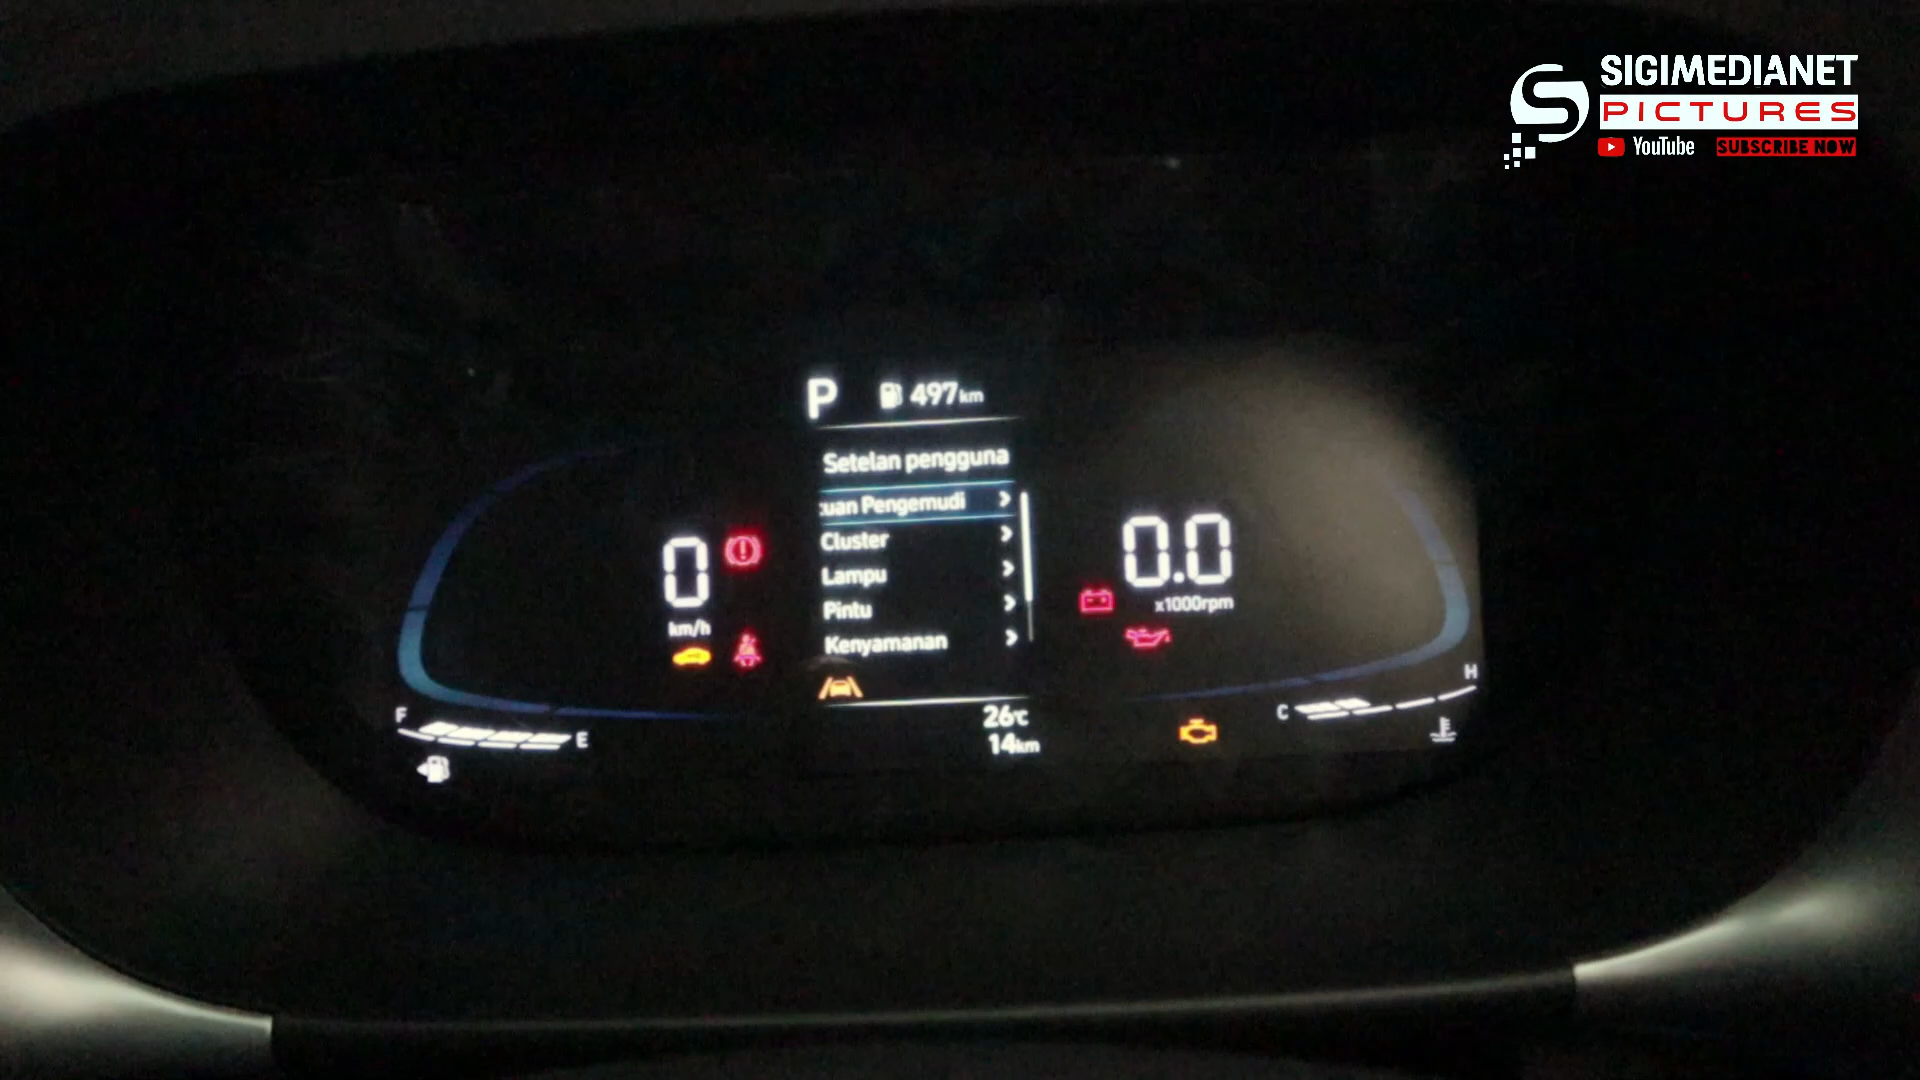 SIGIMEDIANET
PICTURES
YouTube
SUBSCRIBE NOW
P
497km
Setelan pengguna
uan Pengemudi
Cluster
Lampu
Pintu
Kenyamanan
0
km/h
0.0
x1000rpm
F
E
C
H
26℃
14km